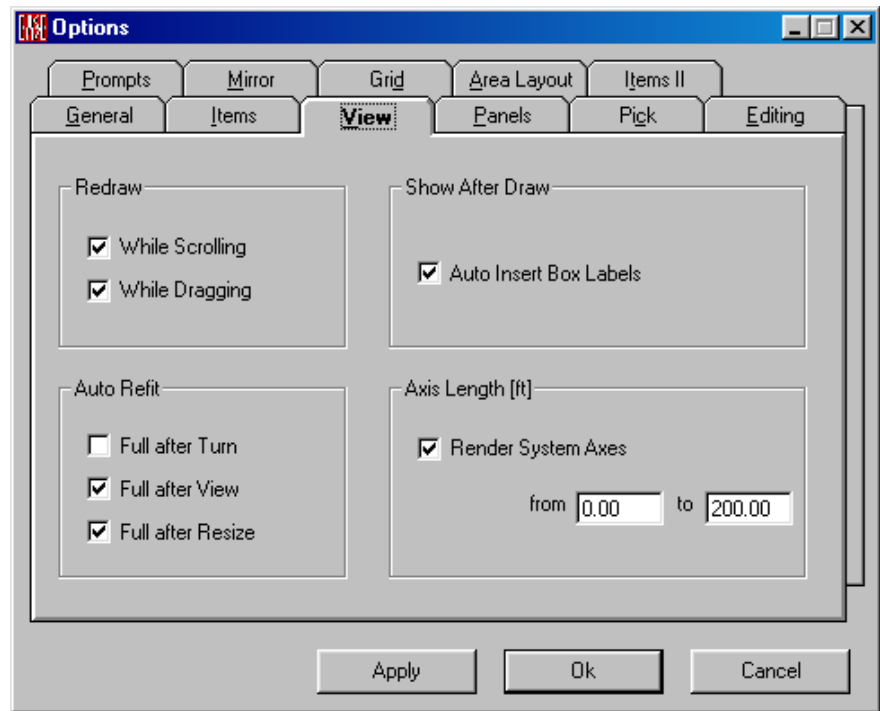 EASE
Options
Prompts Mirror Grid Area Layout Items II
General Items View Panels Pick Editing
Redraw
While Scrolling
While Dragging
Show After Draw
Auto Insert Box Labels
Auto Refit
Full after Turn
Full after View
Full after Resize
Axis Length [ft]
Render System Axes
from 0.00 to 200.00
Apply Ok Cancel